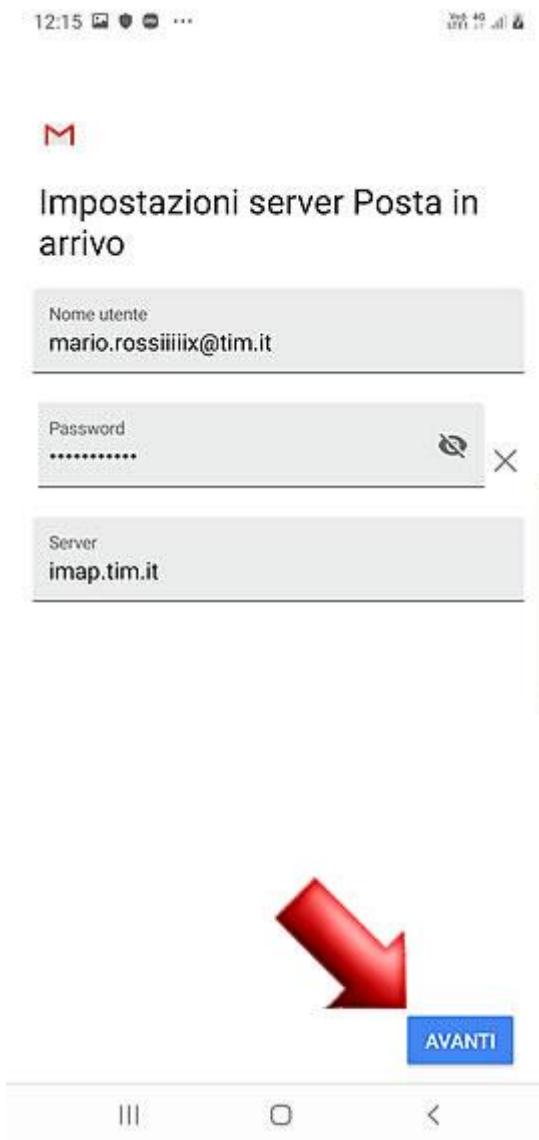 12:15
Impostazioni server Posta in
arrivo
Nome utente
mario.rossiiiiix@tim.it
Password
•••••••••••
Server
imap.tim.it
AVANTI